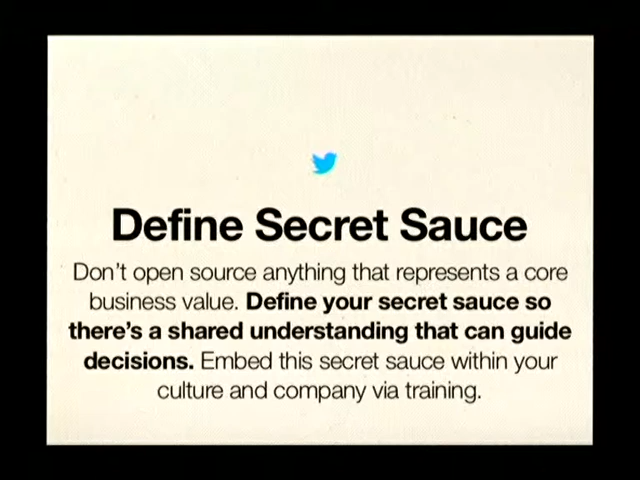 Define Secret Sauce
Don't open source anything that represents a core
business value. Define your secret sauce so
there's a shared understanding that can guide
decisions. Embed this secret sauce within your
culture and company via training.